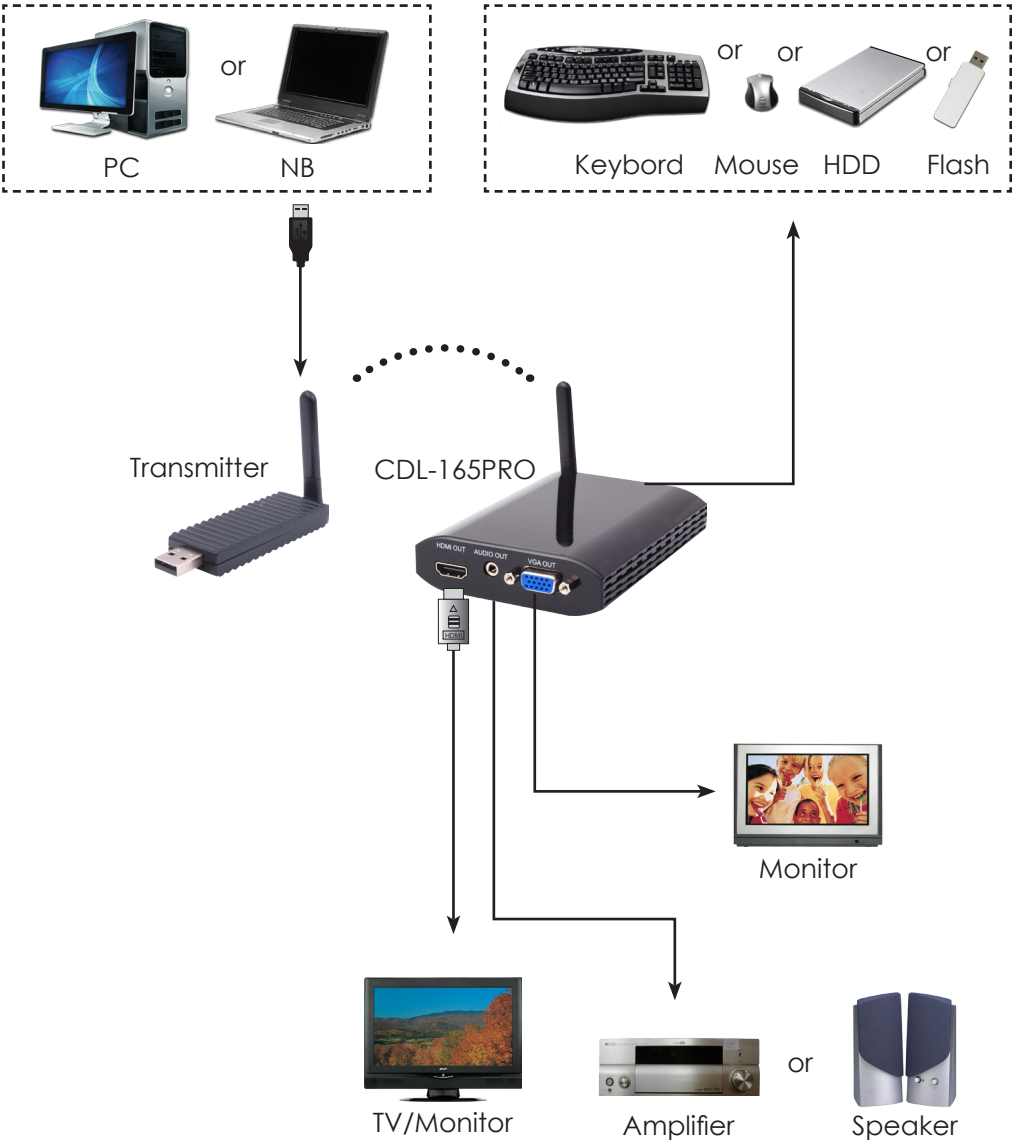 or
or
or
or
PC
NB
Keybord
Mouse
HDD
Flash
Transmitter
CDL-165PRO
HDMI OUT
AUDIO OUT
VGA OUT
HDMI
Monitor
or
TV/Monitor
Amplifier
Speaker